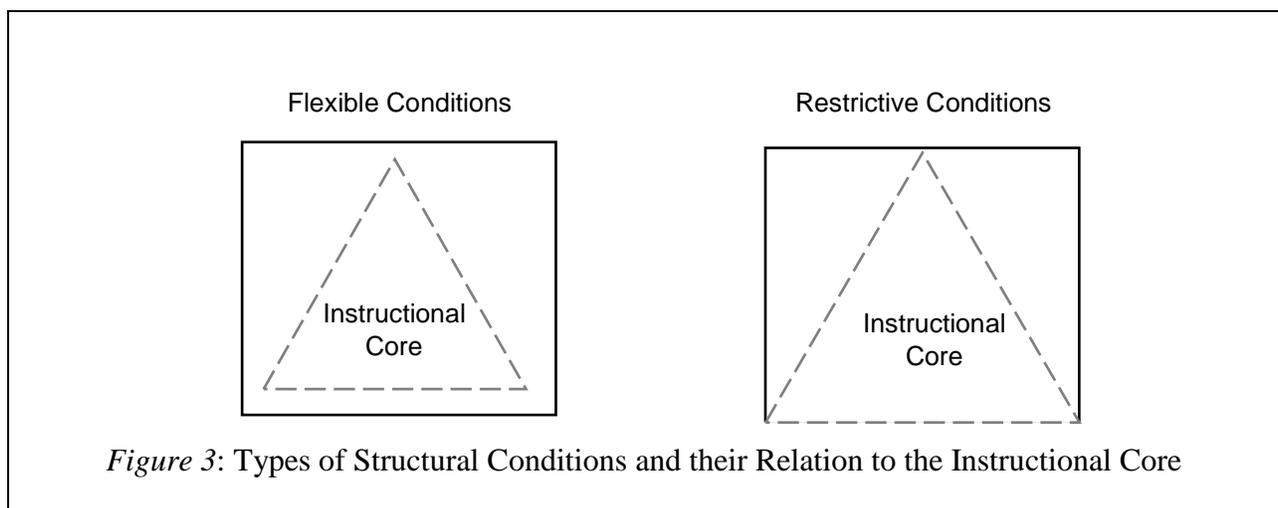 Flexible Conditions
Restrictive Conditions
Instructional
Core
Instructional
Core
Figure 3: Types of Structural Conditions and their Relation to the Instructional Core